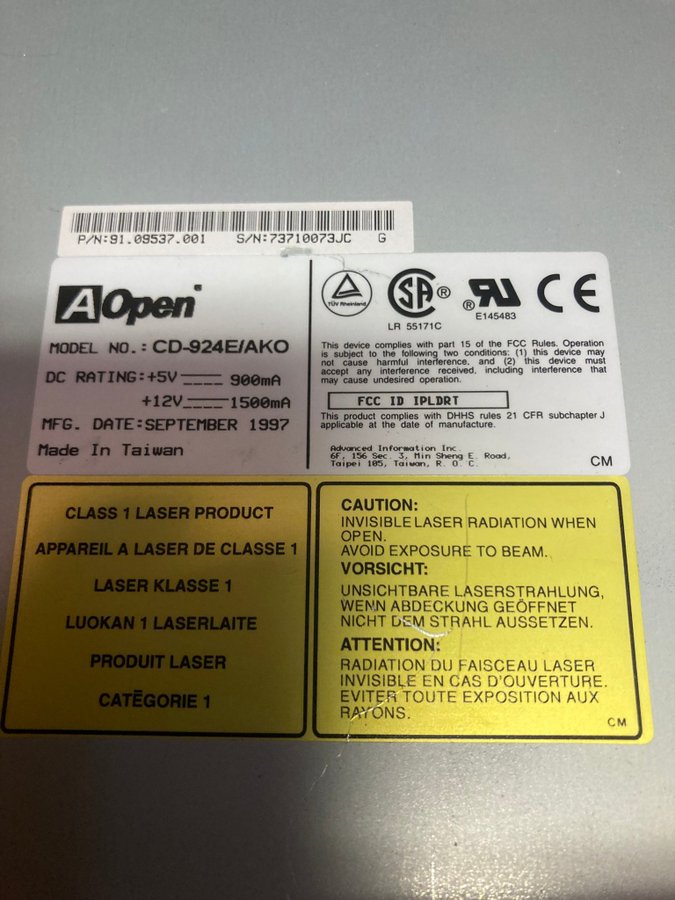 P/N:91.09537.001 S/N:73710073JC G
AOpen
MODEL NO.: CD-924E/AKO
DC RATING:+5V 900mA
+12V 1500mA
MFG. DATE:SEPTEMBER 1997
Made In Taiwan
TÜV Rheinland
SA ®
LR 55171C
® RU
E145483
CE
This device complies with part 15 of the FCC Rules. Operation
is subject to the following two conditions: (1) this device may
not cause harmful interference, and (2) this device must
accept any interference received, including interference that
may cause undesired operation.
FCC ID IPLDRT
This product complies with DHHS rules 21 CFR subchapter J
applicable at the date of manufacture.
Advanced Information Inc.
6F, 156 Sec. 3, Min Sheng E. Road,
Taipei 105, Taiwan, R. O. C.
CM
CLASS 1 LASER PRODUCT
APPAREIL A LASER DE CLASSE 1
LASER KLASSE 1
LUOKAN 1 LASERLAITE
PRODUIT LASER
CATĒGORIE 1
CAUTION:
INVISIBLE LASER RADIATION WHEN
OPEN.
AVOID EXPOSURE TO BEAM.
VORSICHT:
UNSICHTBARE LASERSTRAHLUNG,
WENN ABDECKUNG GEÖFFNET
NICHT DEM STRAHL AUSSETZEN.
ATTENTION:
RADIATION DU FAISCEAU LASER
INVISIBLE EN CAS D'OUVERTURE.
EVITER TOUTE EXPOSITION AUX
RAYONS.
CM